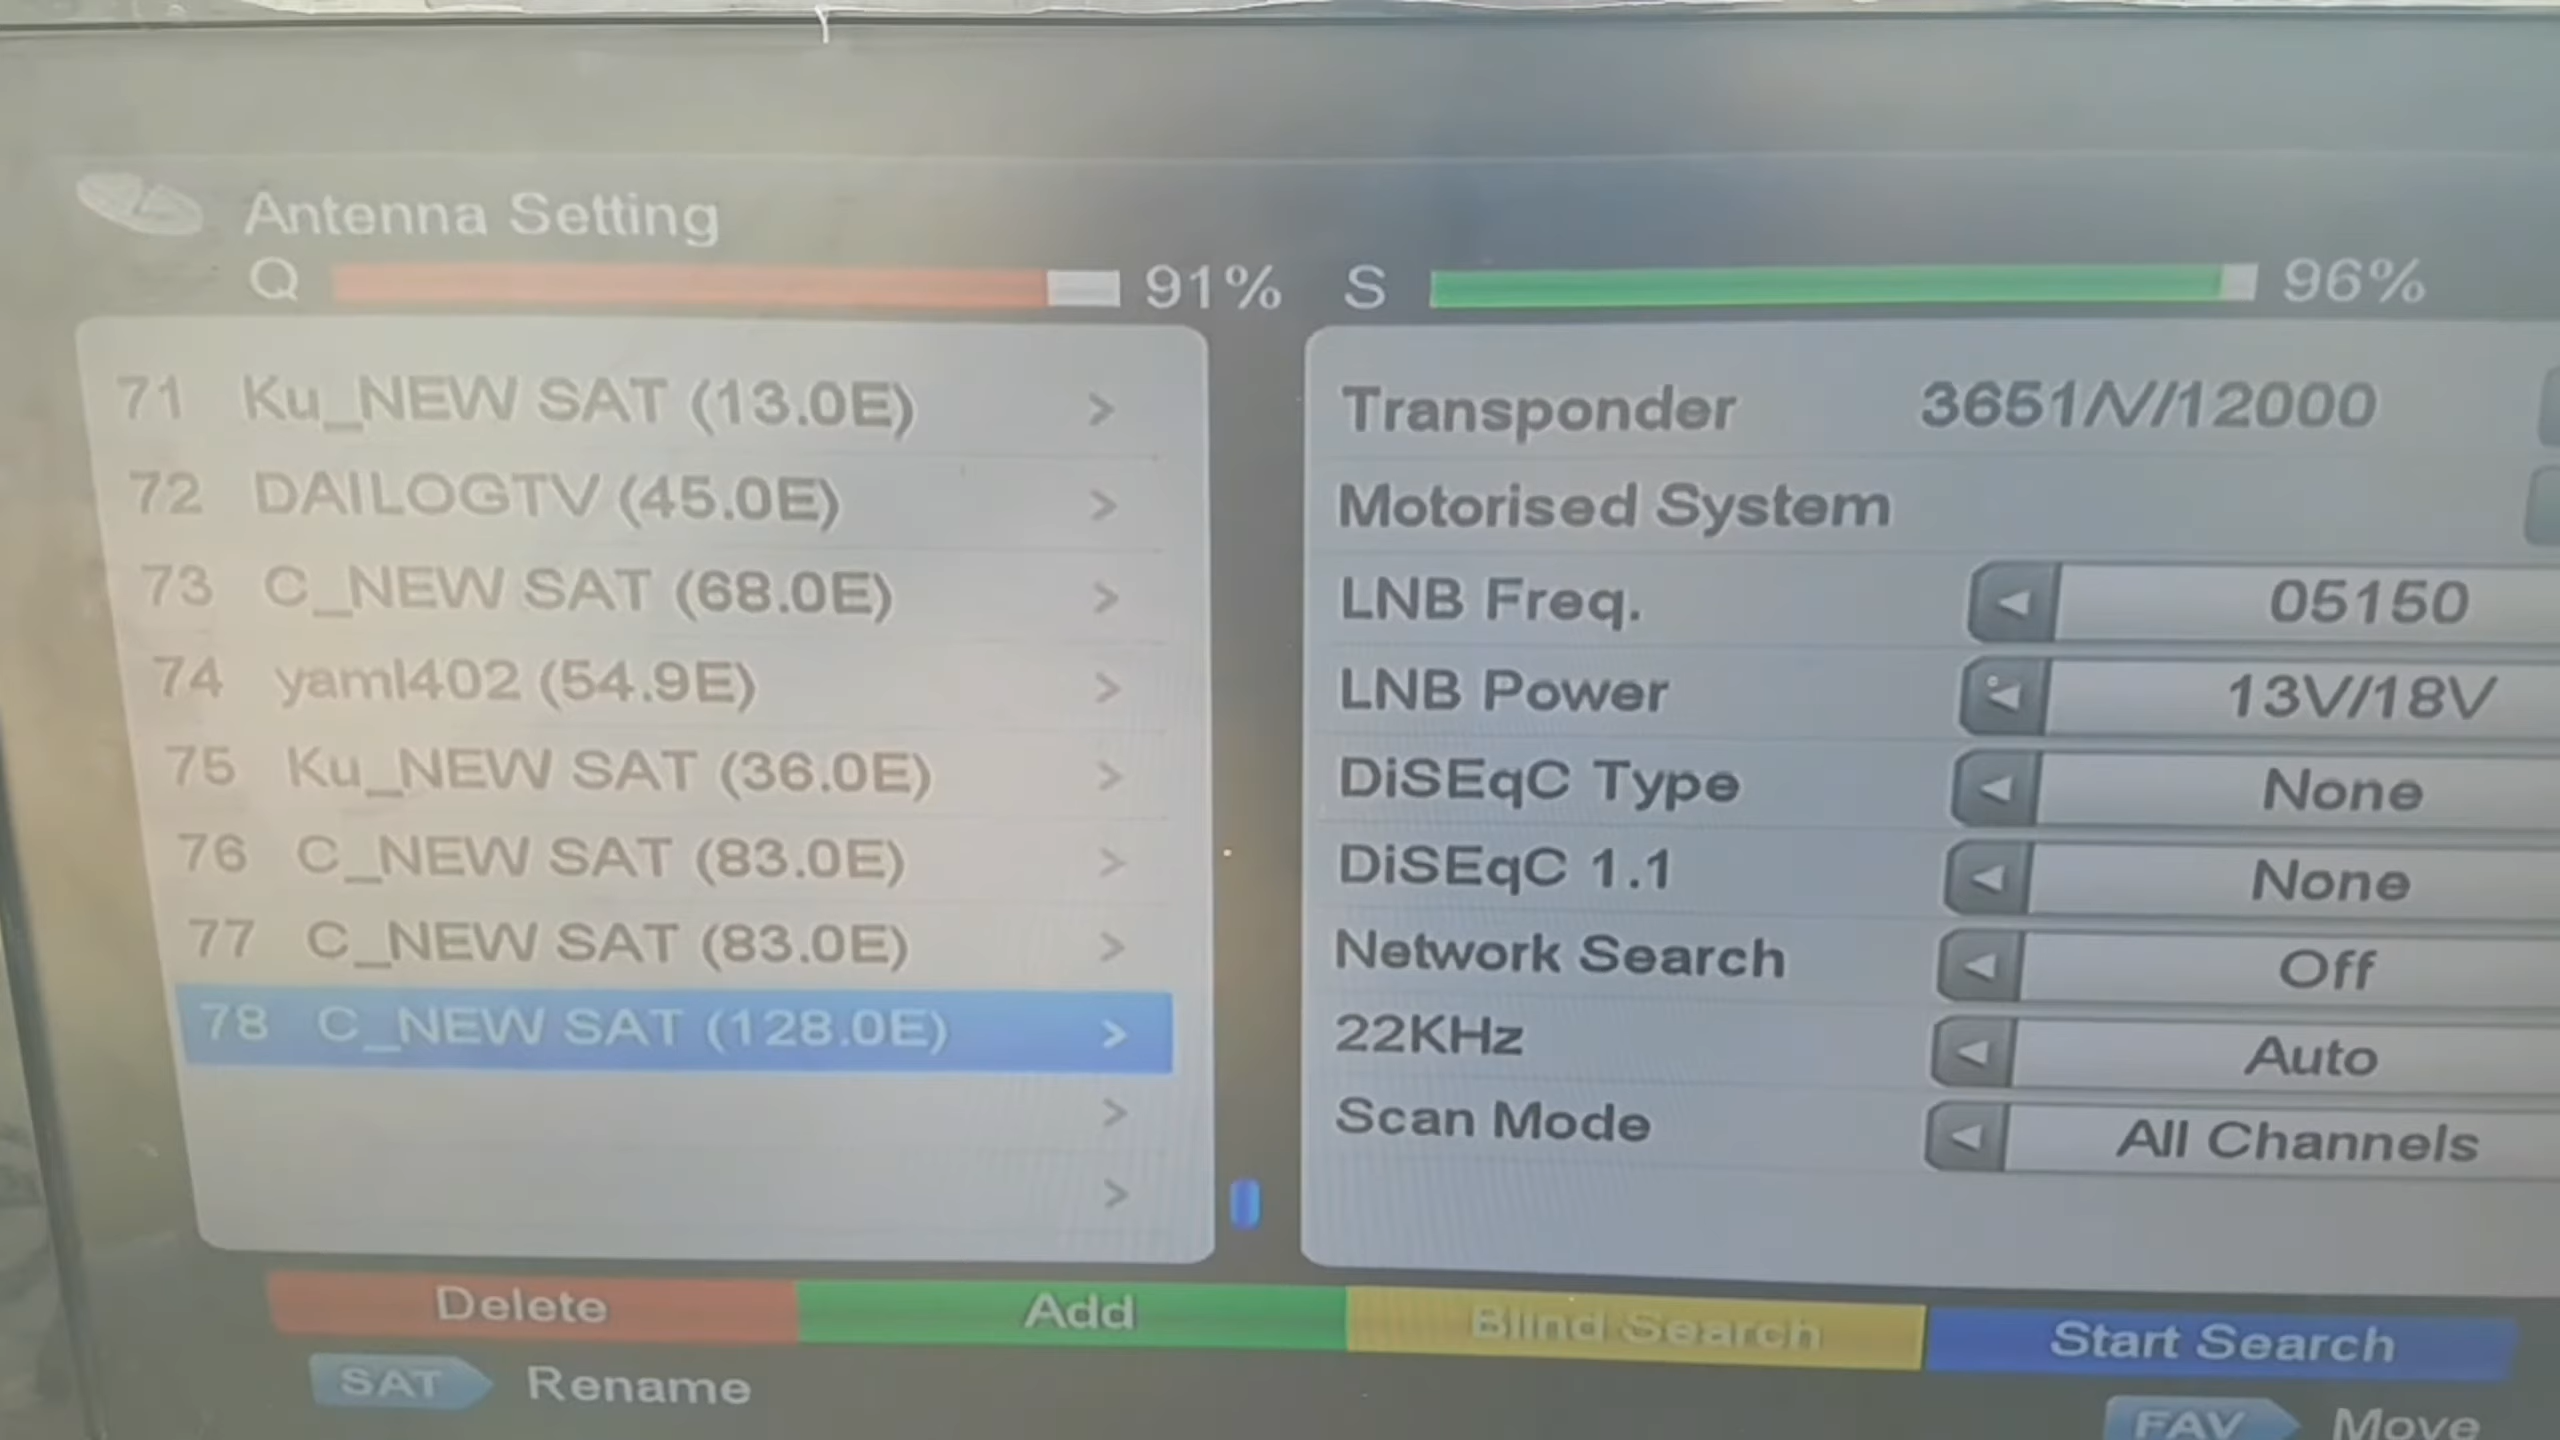 Antenna Setting
Q 91% S 96%
71 Ku_NEW SAT (13.0E) >
72 DAILOGTV (45.0E) >
73 C_NEW SAT (68.0E) >
74 yaml402 (54.9E) >
75 Ku_NEW SAT (36.0E) >
76 C_NEW SAT (83.0E) >
77 C_NEW SAT (83.0E) >
78 C_NEW SAT (128.0E) >
>
>
Transponder 3651/V/12000
Motorised System
LNB Freq. 05150
LNB Power 13V/18V
DiSEqC Type None
DiSEqC 1.1 None
Network Search Off
22KHz Auto
Scan Mode All Channels
Delete Add Blind Search Start Search
SAT Rename
FAV Move